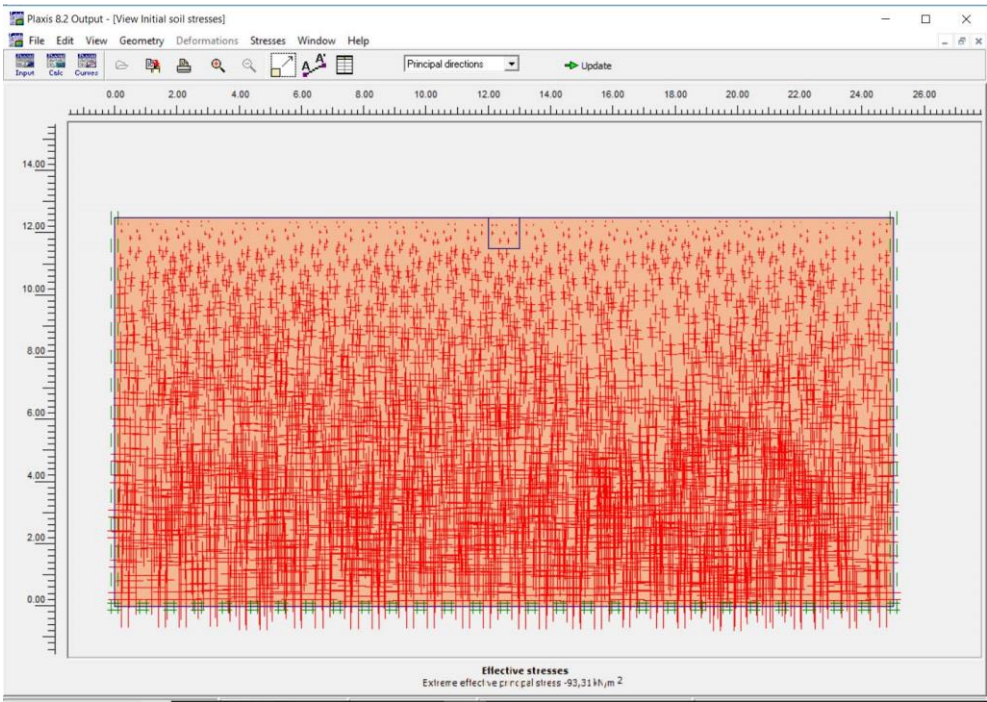 Plaxis 8.2 Output - [View Initial soil stresses]
File Edit View Geometry Deformations Stresses Window Help
Input Calc Curves A A* Principal directions Update
0.00 2.00 4.00 6.00 8.00 10.00 12.00 14.00 16.00 18.00 20.00 22.00 24.00 26.00
14.00
12.00
10.00
8.00
6.00
4.00
2.00
0.00
Effective stresses
Extreme effective principal stress -93,31 kN/m 2